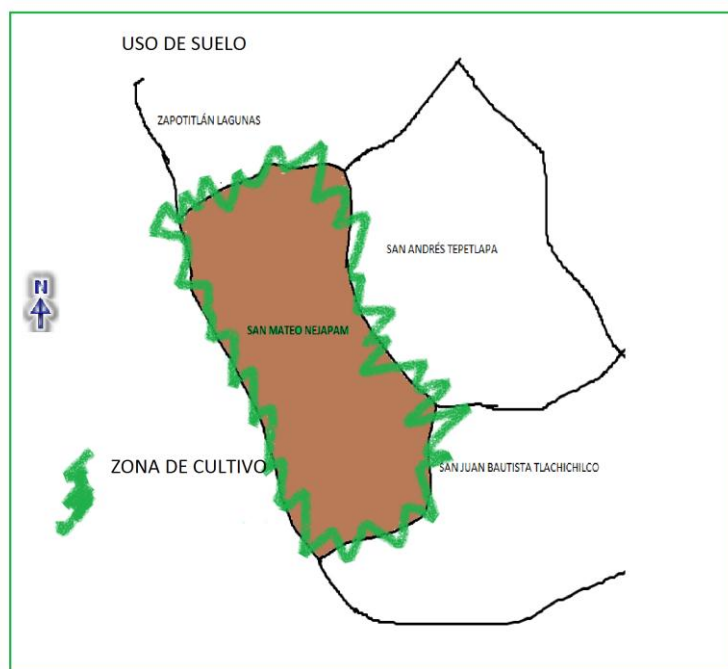 USO DE SUELO
ZAPOTITLÁN LAGUNAS
SAN ANDRÉS TEPETLAPA
N
SAN MATEO NEJAPAM
ZONA DE CULTIVO
SAN JUAN BAUTISTA TLACHICHILCO